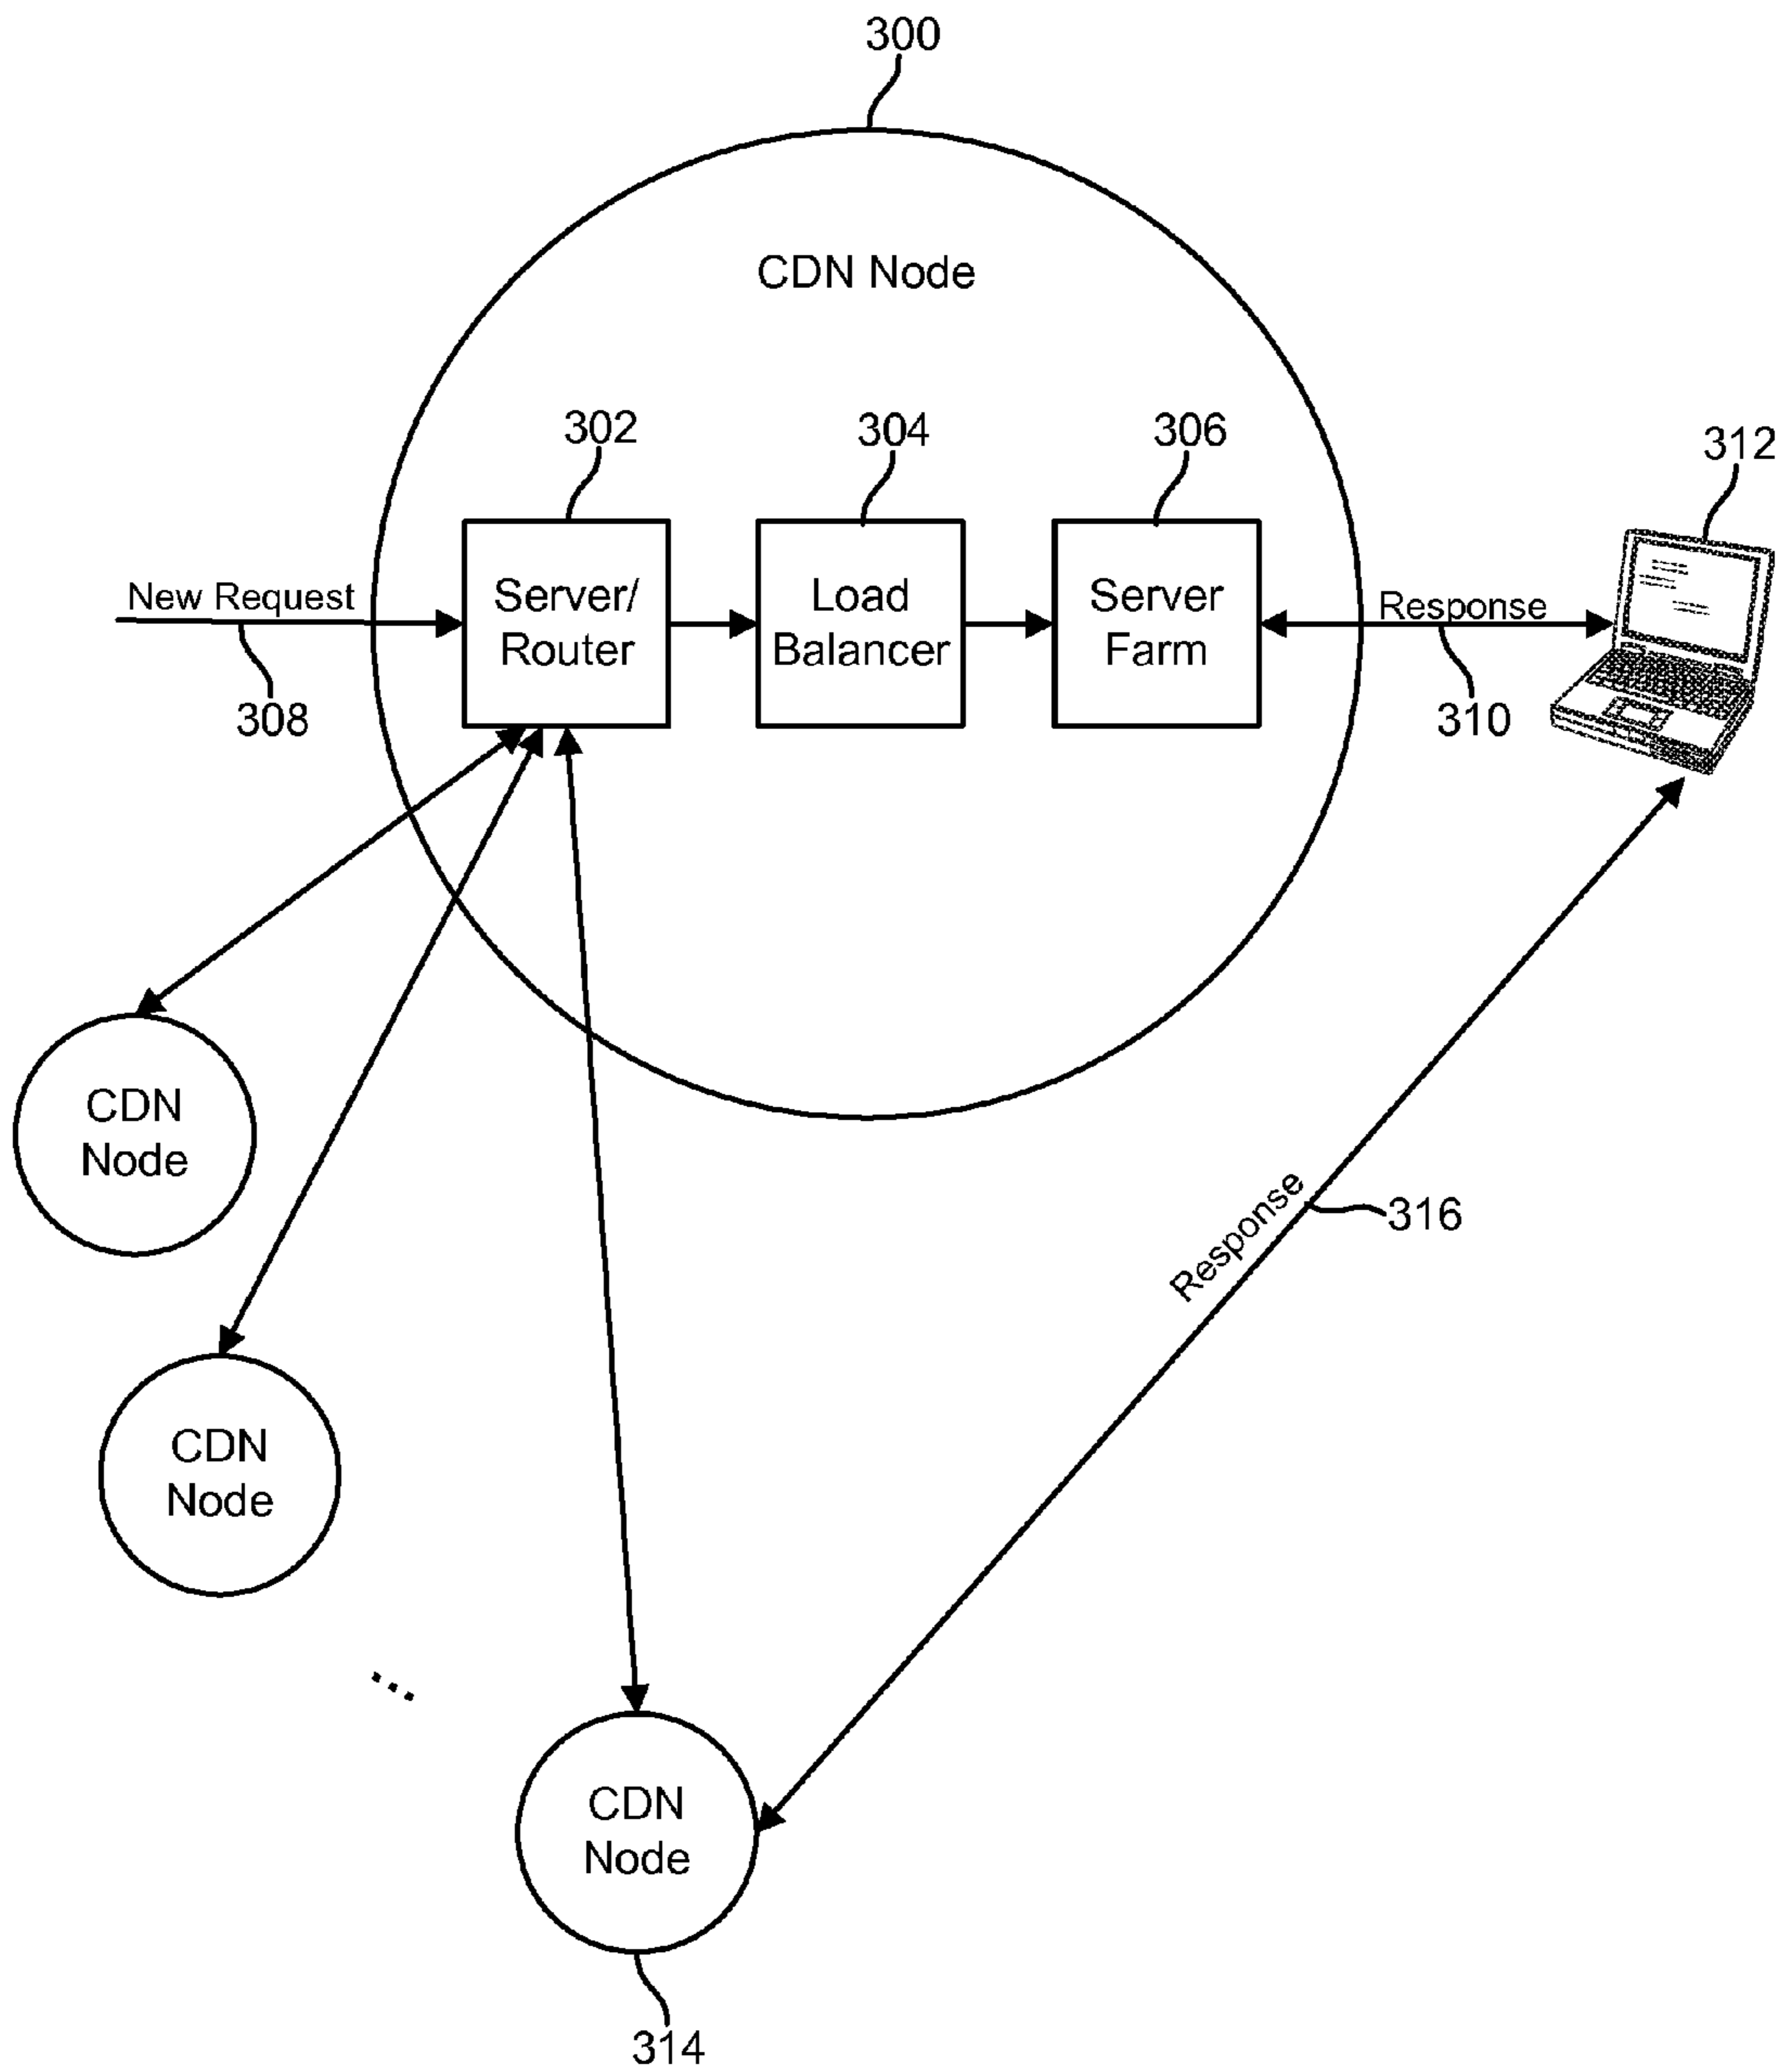 300
CDN Node
302
304
306
312
New Request
Server/
Router
Load
Balancer
Server
Farm
Response
308
310
CDN
Node
Response
316
CDN
Node
CDN
Node
314